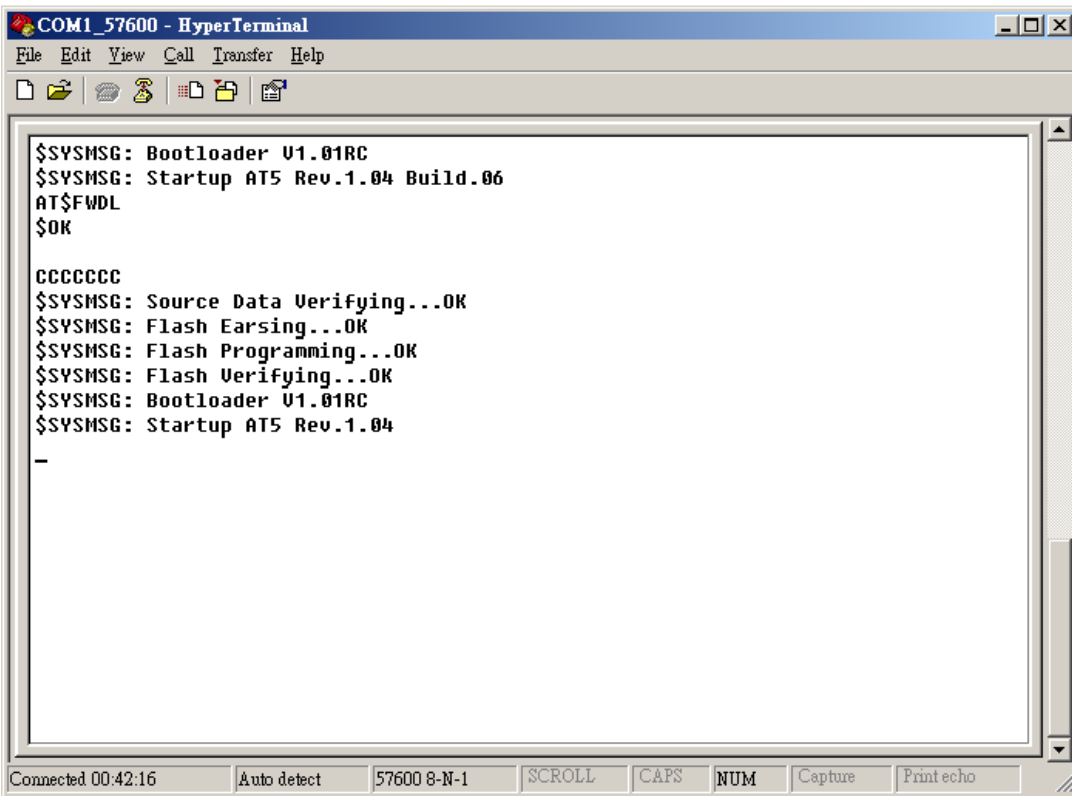 COM1_57600 - HyperTerminal
File Edit View Call Transfer Help
$SYSMSG: Bootloader V1.01RC
$SYSMSG: Startup AT5 Rev.1.04 Build.06
AT$FWDL
$OK
CCCCCCC
$SYSMSG: Source Data Verifying...OK
$SYSMSG: Flash Earsing...OK
$SYSMSG: Flash Programming...OK
$SYSMSG: Flash Verifying...OK
$SYSMSG: Bootloader V1.01RC
$SYSMSG: Startup AT5 Rev.1.04
_
Connected 00:42:16 Auto detect 57600 8-N-1 SCROLL CAPS NUM Capture Print echo